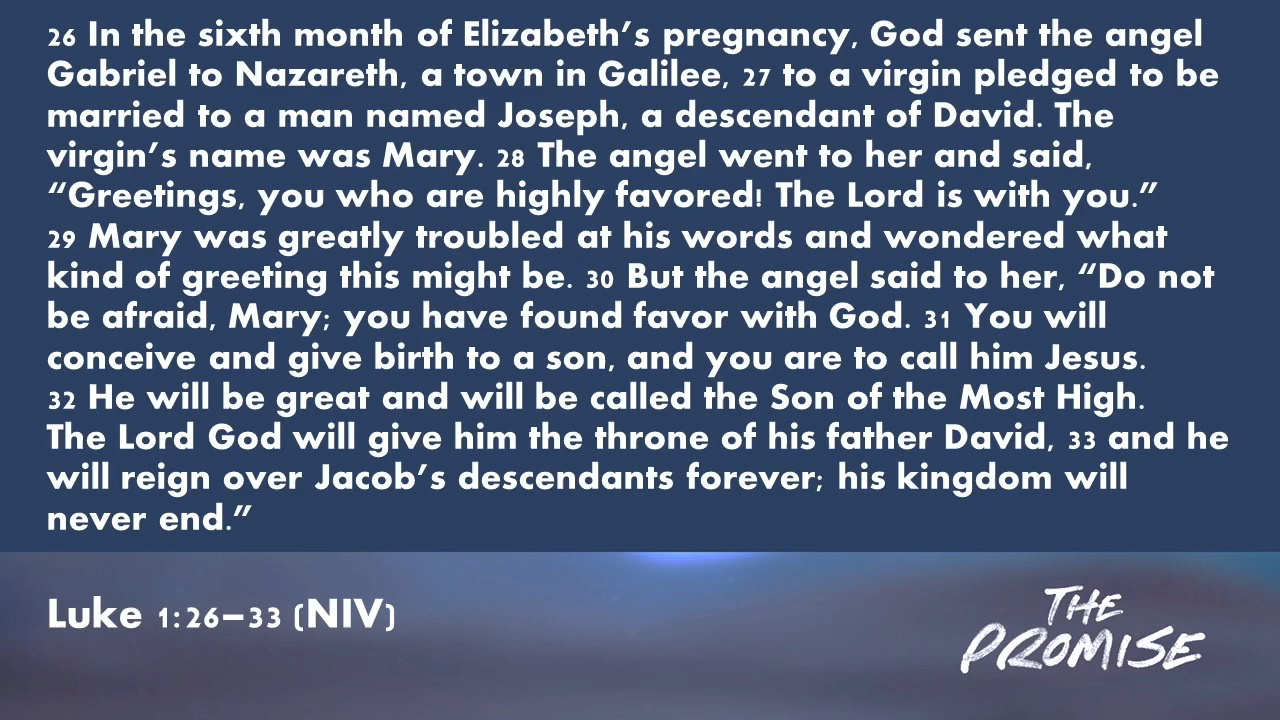 26 In the sixth month of Elizabeth’s pregnancy, God sent the angel
Gabriel to Nazareth, a town in Galilee, 27 to a virgin pledged to be
married to a man named Joseph, a descendant of David. The
virgin’s name was Mary. 28 The angel went to her and said,
“Greetings, you who are highly favored! The Lord is with you.”
29 Mary was greatly troubled at his words and wondered what
kind of greeting this might be. 30 But the angel said to her, “Do not
be afraid, Mary; you have found favor with God. 31 You will
conceive and give birth to a son, and you are to call him Jesus.
32 He will be great and will be called the Son of the Most High.
The Lord God will give him the throne of his father David, 33 and he
will reign over Jacob’s descendants forever; his kingdom will
never end.”
Luke 1:26–33 (NIV)
THE
PROMISE